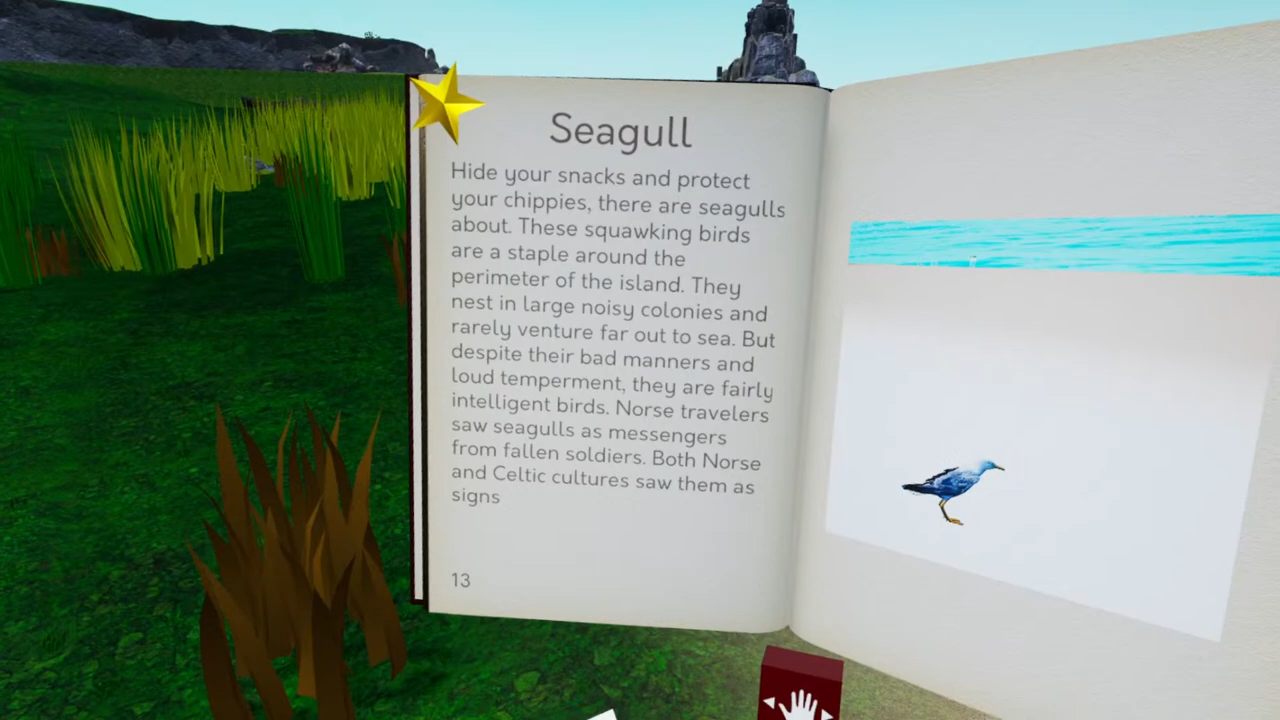 Seagull
Hide your snacks and protect
your chippies, there are seagulls
about. These squawking birds
are a staple around the
perimeter of the island. They
nest in large noisy colonies and
rarely venture far out to sea. But
despite their bad manners and
loud temperment, they are fairly
intelligent birds. Norse travelers
saw seagulls as messengers
from fallen soldiers. Both Norse
and Celtic cultures saw them as
signs
13